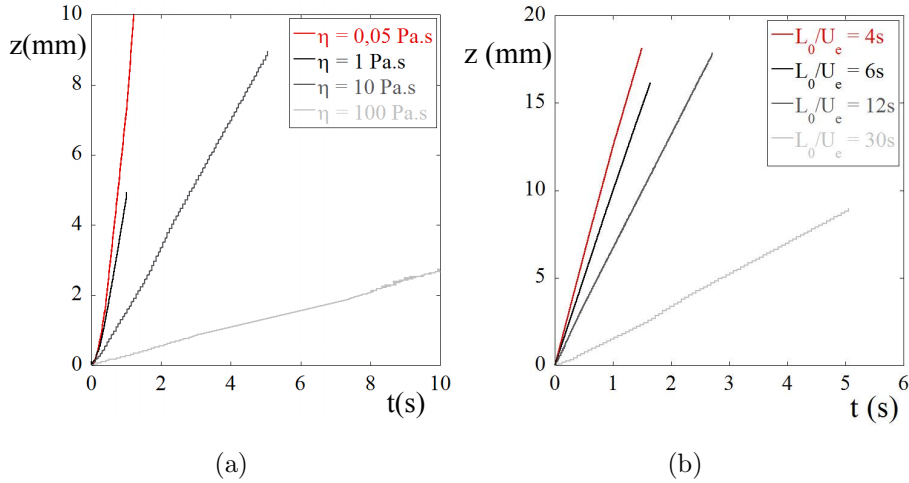 z(mm)
10
8
6
4
2
0
0 2 4 6 8 10
t(s)
η = 0,05 Pa.s
η = 1 Pa.s
η = 10 Pa.s
η = 100 Pa.s
(a)
z (mm)
20
15
10
5
0
0 1 2 3 4 5 6
t (s)
L₀/Uₑ = 4s
L₀/Uₑ = 6s
L₀/Uₑ = 12s
L₀/Uₑ = 30s
(b)